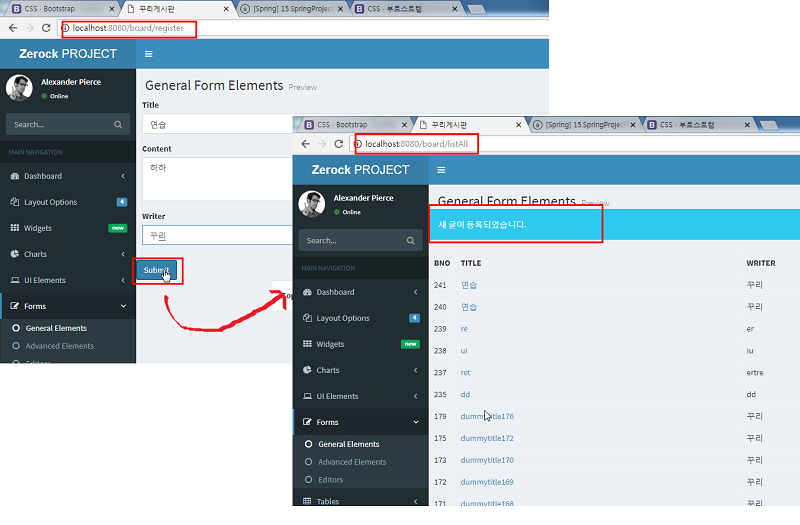 CSS - Bootstrap
꾸리게시판
[Spring] 15.SpringProject
CSS - 부트스트랩
localhost:8080/board/register
Zerock PROJECT
Alexander Pierce
Online
Search...
MAIN NAVIGATION
Dashboard
Layout Options 4
Widgets new
Charts
UI Elements
Forms
General Elements
Advanced Elements
Editors
General Form Elements Preview
Title
연습
Content
하하
Writer
꾸리
Submit
CSS - Bootstrap
꾸리게시판
[Spring] 15.SpringProjec
CSS - 부트스트랩
localhost:8080/board/listAll
Zerock PROJECT
Alexander Pierce
Online
Search...
MAIN NAVIGATION
Dashboard
Layout Options 4
Widgets new
Charts
UI Elements
Forms
General Elements
Advanced Elements
Editors
Tables
General Form Elements Preview
새 글이 등록되었습니다.
BNO TITLE WRITER
241 연습 꾸리
240 연습 꾸리
239 re er
238 ui iu
237 ret ertre
235 dd dd
179 dummytitle176 꾸리
175 dummytitle172 꾸리
173 dummytitle170 꾸리
172 dummytitle169 꾸리
171 dummytitle168 꾸리